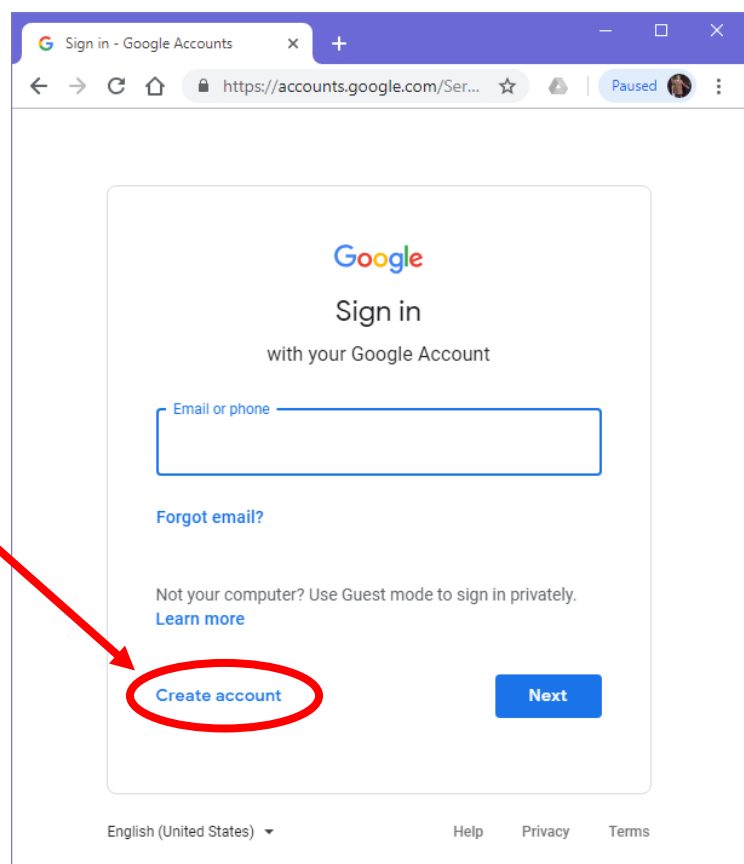 G Sign in - Google Accounts × +
https://accounts.google.com/Ser... Paused
Google
Sign in
with your Google Account
Email or phone
Forgot email?
Not your computer? Use Guest mode to sign in privately.
Learn more
Create account Next
English (United States) Help Privacy Terms